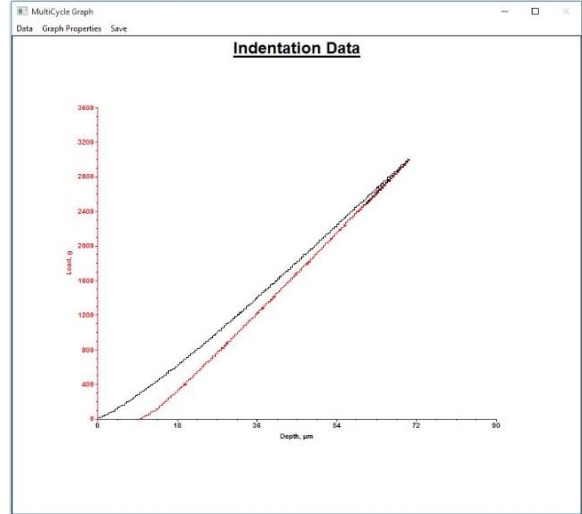 MultiCycle Graph
Data Graph Properties Save
Indentation Data
3600
3200
2800
2400
2000
1600
1200
800
400
0
Load, g
0 18 36 54 72 90
Depth, µm